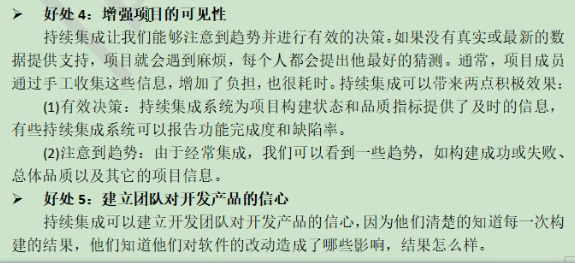 ➢ 好处 4：增强项目的可见性
持续集成让我们能够注意到趋势并进行有效的决策。如果没有真实或最新的数
据提供支持，项目就会遇到麻烦，每个人都会提出他最好的猜测。通常，项目成员
通过手工收集这些信息，增加了负担，也很耗时。持续集成可以带来两点积极效果：
(1)有效决策：持续集成系统为项目构建状态和品质指标提供了及时的信息，
有些持续集成系统可以报告功能完成度和缺陷率。
(2)注意到趋势：由于经常集成，我们可以看到一些趋势，如构建成功或失败、
总体品质以及其它的项目信息。
➢ 好处 5：建立团队对开发产品的信心
持续集成可以建立开发团队对开发产品的信心，因为他们清楚的知道每一次构
建的结果，他们知道他们对软件的改动造成了哪些影响，结果怎么样。